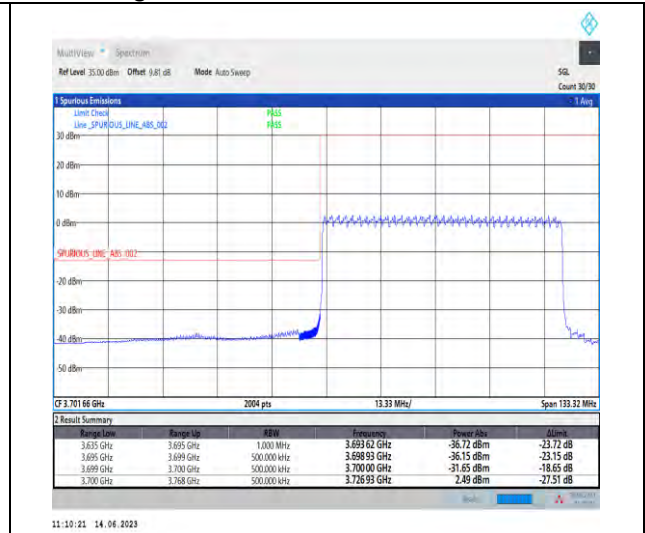 MultiView Spectrum
Ref Level 35.00 dBm Offset 9.81 dB Mode Auto Sweep SGL
Count 30/30
1 Spurious Emissions 1 Avg
Limit Check PASS
Line _SPURIOUS_LINE_ABS_002 PASS
30 dBm
20 dBm
10 dBm
0 dBm
_SPURIOUS_LINE_ABS_002
-20 dBm
-30 dBm
-40 dBm
-50 dBm
CF 3.701 66 GHz 2004 pts 13.33 MHz/ Span 133.32 MHz
2 Result Summary
Range Low Range Up RBW Frequency Power Abs ΔLimit
3.635 GHz 3.695 GHz 1.000 MHz 3.693 62 GHz -36.72 dBm -23.72 dB
3.695 GHz 3.699 GHz 500.000 kHz 3.698 93 GHz -36.15 dBm -23.15 dB
3.699 GHz 3.700 GHz 500.000 kHz 3.700 00 GHz -31.65 dBm -18.65 dB
3.700 GHz 3.768 GHz 500.000 kHz 3.726 93 GHz 2.49 dBm -27.51 dB
11:10:21 14.06.2023